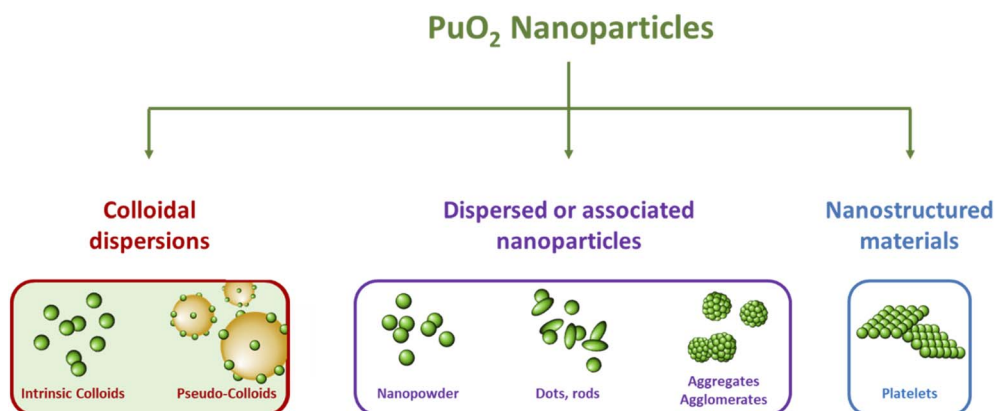 PuO₂ Nanoparticles
Colloidal
dispersions
Dispersed or associated
nanoparticles
Nanostructured
materials
Intrinsic Colloids
Pseudo-Colloids
Nanopowder
Dots, rods
Aggregates
Agglomerates
Platelets